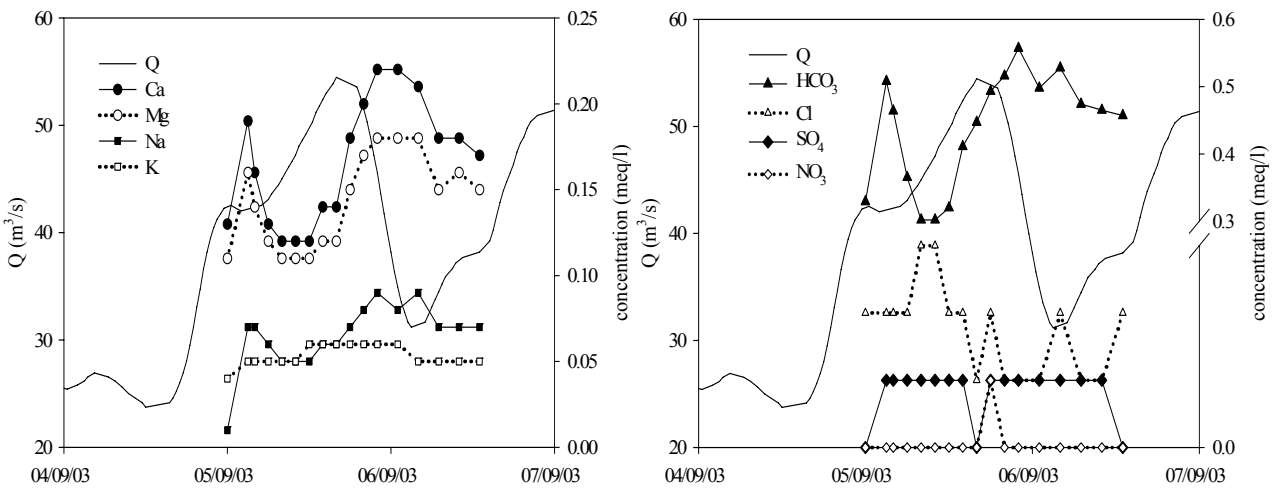 60
50
40
30
20
Q (m³/s)
Q
Ca
Mg
Na
K
0.25
0.20
0.15
0.10
0.05
0.00
concentration (meq/l)
04/09/03 05/09/03 06/09/03 07/09/03
60
50
40
30
20
Q (m³/s)
Q
HCO₃
Cl
SO₄
NO₃
0.6
0.5
0.4
0.3
0.0
concentration (meq/l)
04/09/03 05/09/03 06/09/03 07/09/03